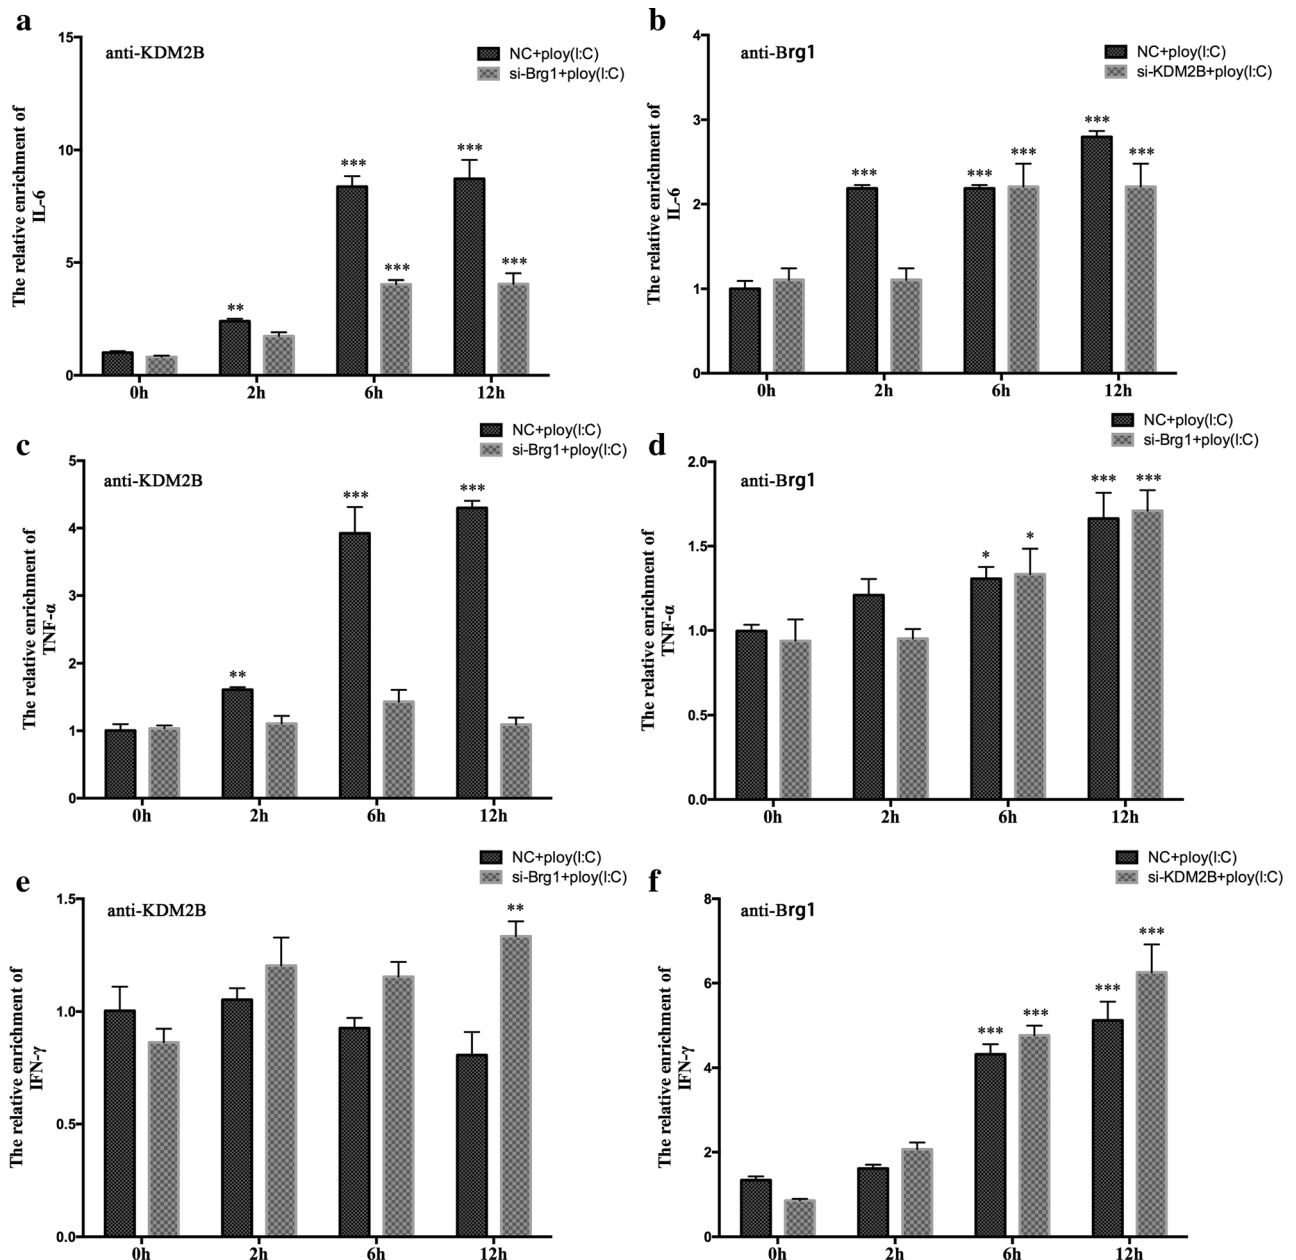 a
anti-KDM2B
NC+ploy(I:C)
si-Brg1+ploy(I:C)
The relative enrichment of
IL-6
15
10
5
0
**
***
***
***
***
0h
2h
6h
12h
b
anti-Brg1
NC+ploy(I:C)
si-KDM2B+ploy(I:C)
The relative enrichment of
IL-6
4
3
2
1
0
***
***
***
***
***
0h
2h
6h
12h
c
anti-KDM2B
NC+ploy(I:C)
si-Brg1+ploy(I:C)
The relative enrichment of
TNF-α
5
4
3
2
1
0
**
***
***
0h
2h
6h
12h
d
anti-Brg1
NC+ploy(I:C)
si-Brg1+ploy(I:C)
The relative enrichment of
TNF-α
2.0
1.5
1.0
0.5
0.0
*
*
***
***
0h
2h
6h
12h
e
anti-KDM2B
NC+ploy(I:C)
si-Brg1+ploy(I:C)
The relative enrichment of
IFN-γ
1.5
1.0
0.5
0.0
**
0h
2h
6h
12h
f
anti-Brg1
NC+ploy(I:C)
si-KDM2B+ploy(I:C)
The relative enrichment of
IFN-γ
8
6
4
2
0
***
***
***
***
0h
2h
6h
12h